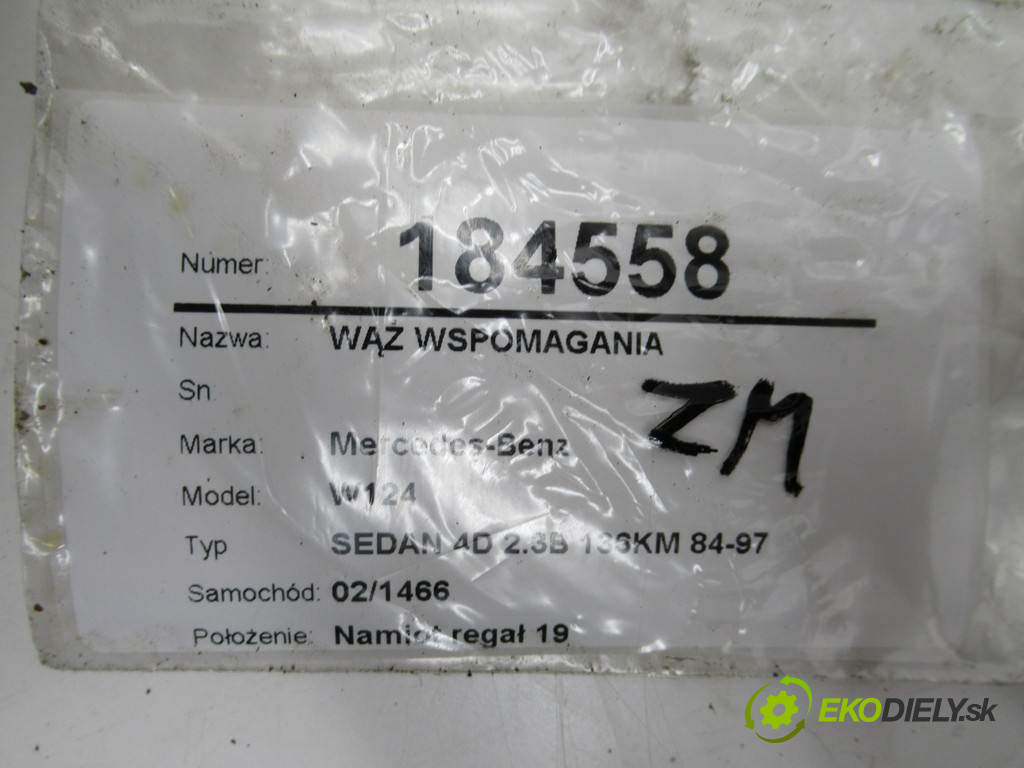 Numer: 184558
Nazwa: WĄŻ WSPOMAGANIA
Sn
ZM
Marka: Mercedes-Benz
Model: W124
Typ SEDAN 4D 2.3B 136KM 84-97
Samochód: 02/1466
Położenie: Namiot regał 19
EKODIELY.sk